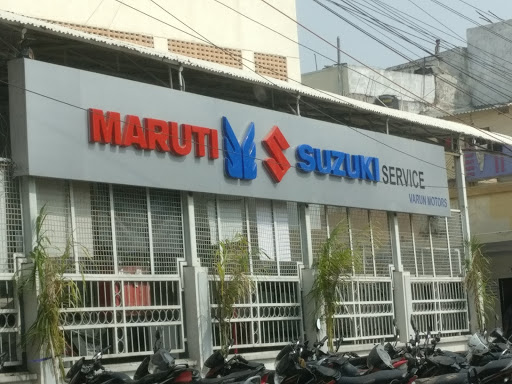 MARUTI SUZUKI SERVICE
VARUN MOTORS